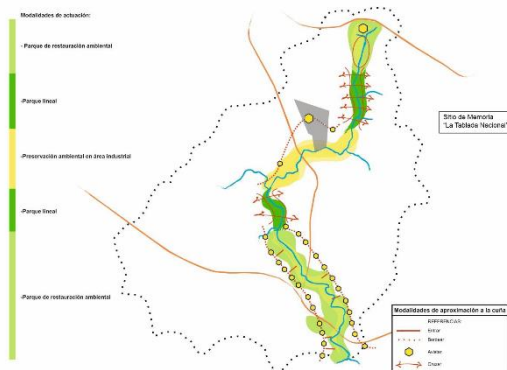 Modalidades de actuación:
- Parque de restauración ambiental
-Parque lineal
-Preservación ambiental en área industrial
-Parque lineal
-Parque de restauración ambiental
Sitio de Memoria
"La Tablada Nacional"
Modalidades de aproximación a la cuña
REFERENCIAS:
Entrar
Bordear
Acceso
Cruzar